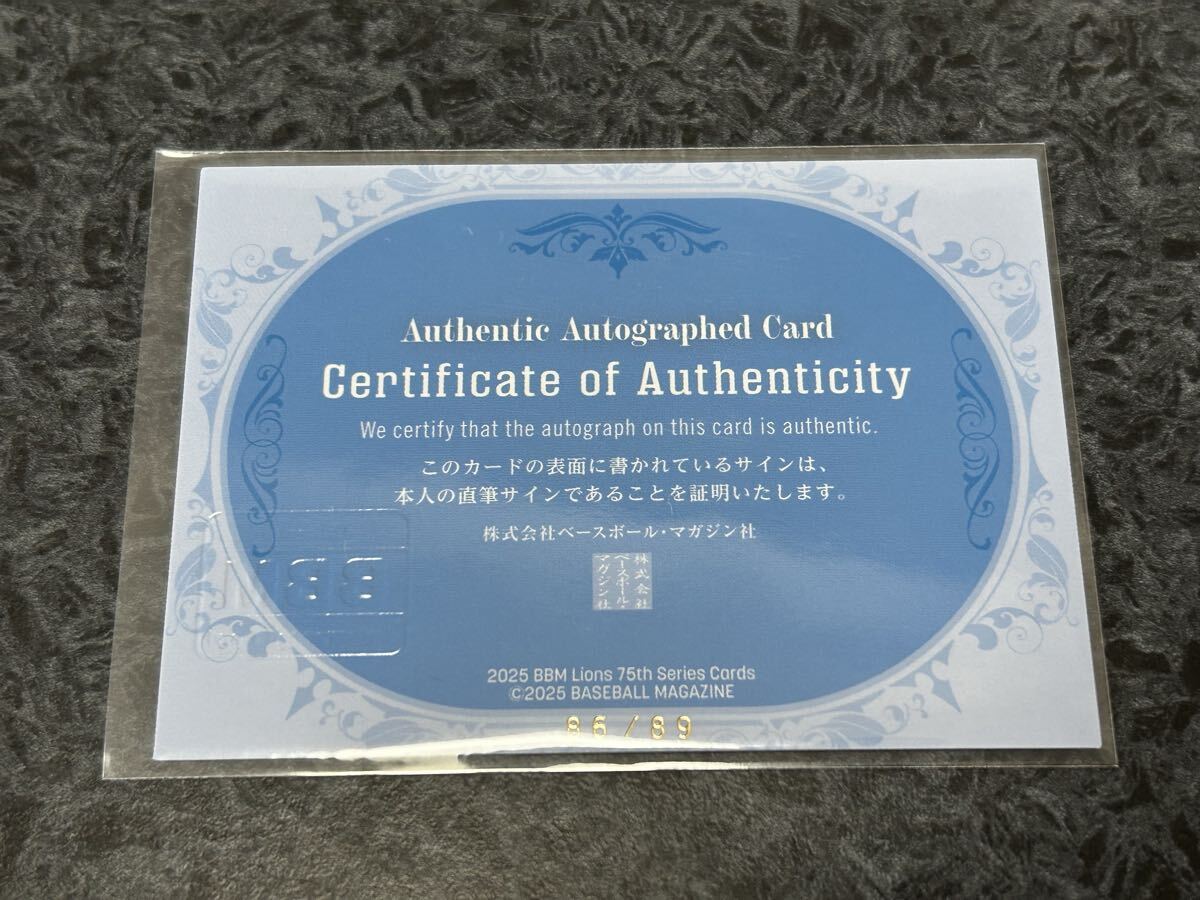 Authentic Autographed Card
Certificate of Authenticity
We certify that the autograph on this card is authentic.
このカードの表面に書かれているサインは、
本人の直筆サインであることを証明いたします。
株式会社ベースボール・マガジン社
株式会社
ベースボール・
マガジン社
2025 BBM Lions 75th Series Cards
©2025 BASEBALL MAGAZINE
86/89